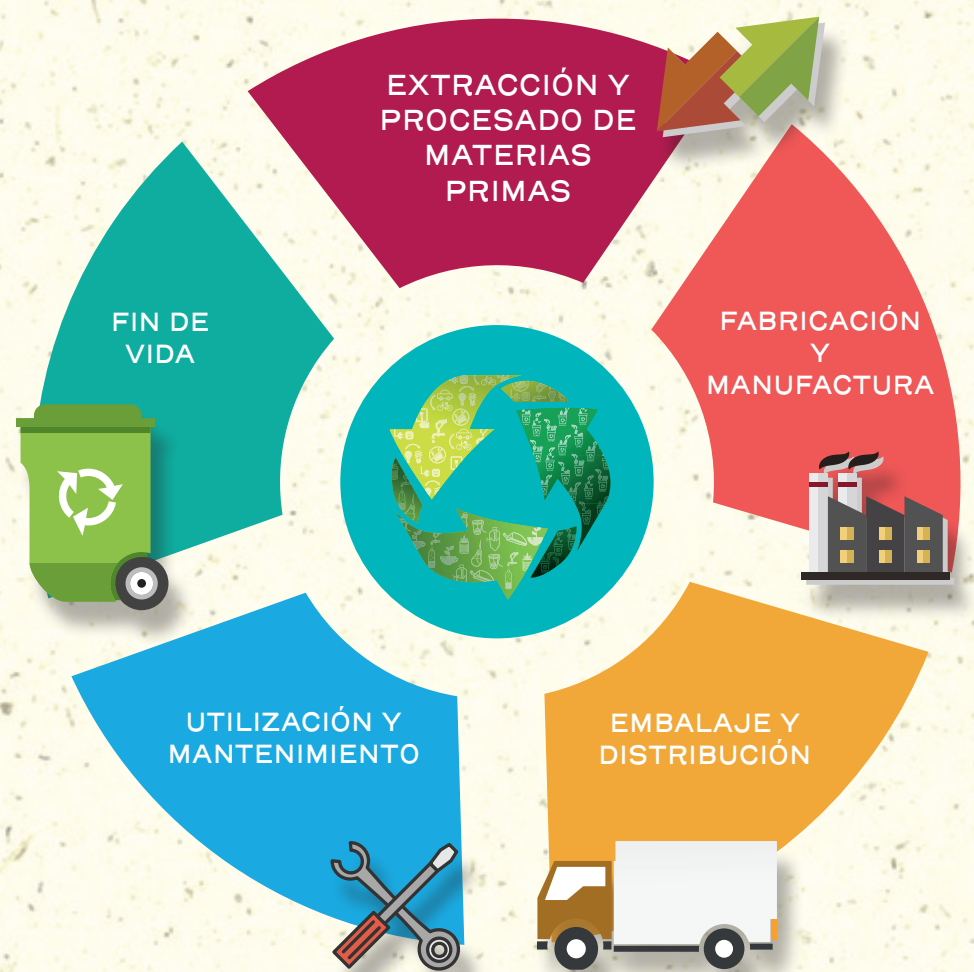 EXTRACCIÓN Y
PROCESADO DE
MATERIAS
PRIMAS
FABRICACIÓN
Y
MANUFACTURA
EMBALAJE Y
DISTRIBUCIÓN
UTILIZACIÓN Y
MANTENIMIENTO
FIN DE
VIDA